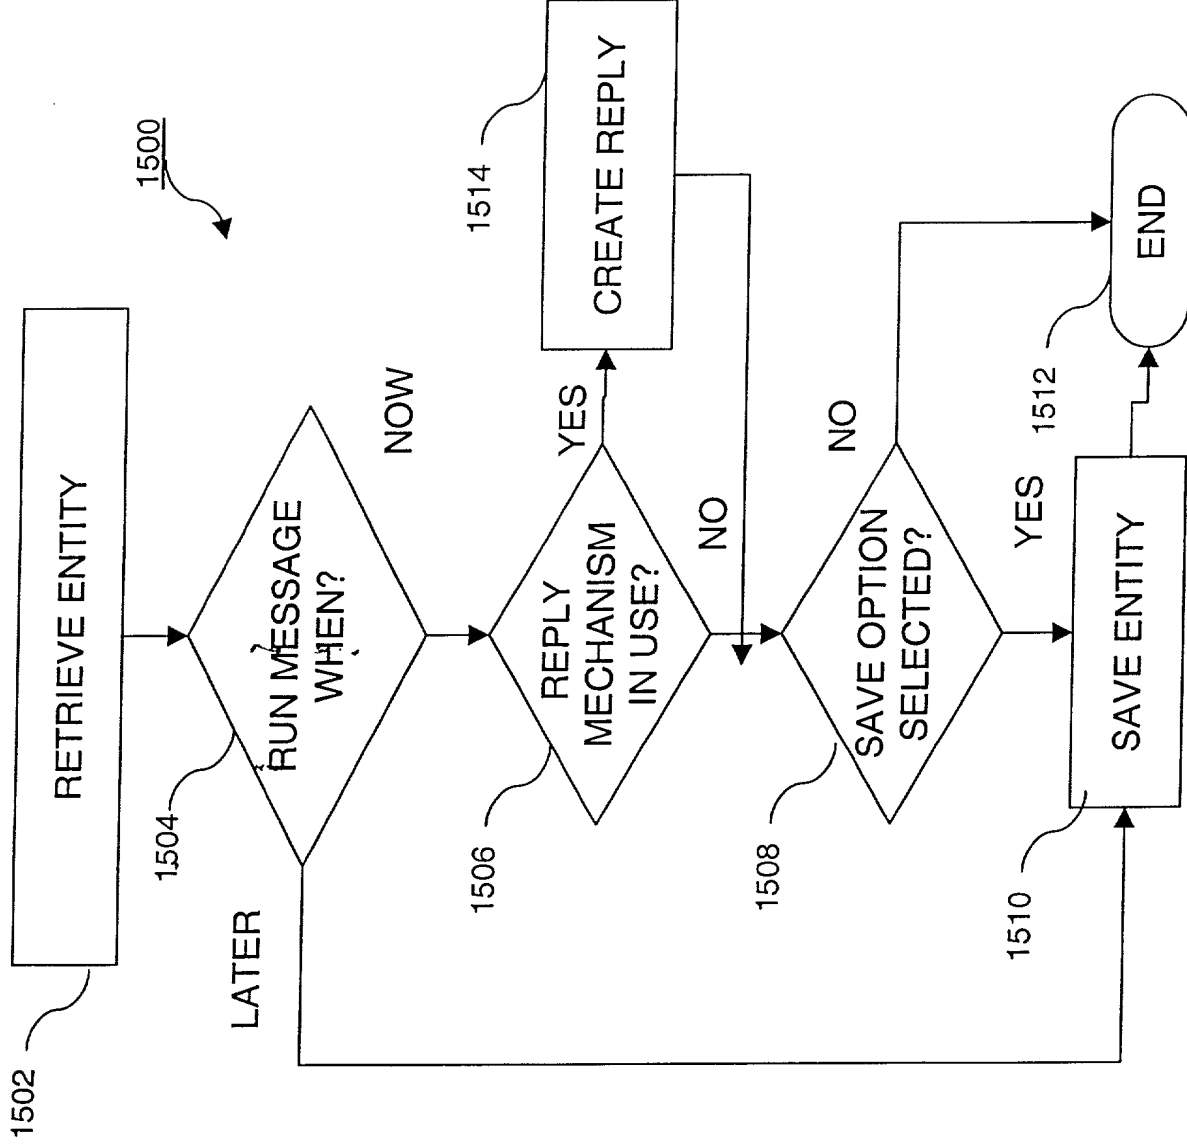 1500
1502
RETRIEVE ENTITY
1504
RUN MESSAGE
WHEN?
LATER
NOW
1506
REPLY
MECHANISM
IN USE?
YES
1514
CREATE REPLY
NO
1508
SAVE OPTION
SELECTED?
NO
YES
1510
SAVE ENTITY
1512
END